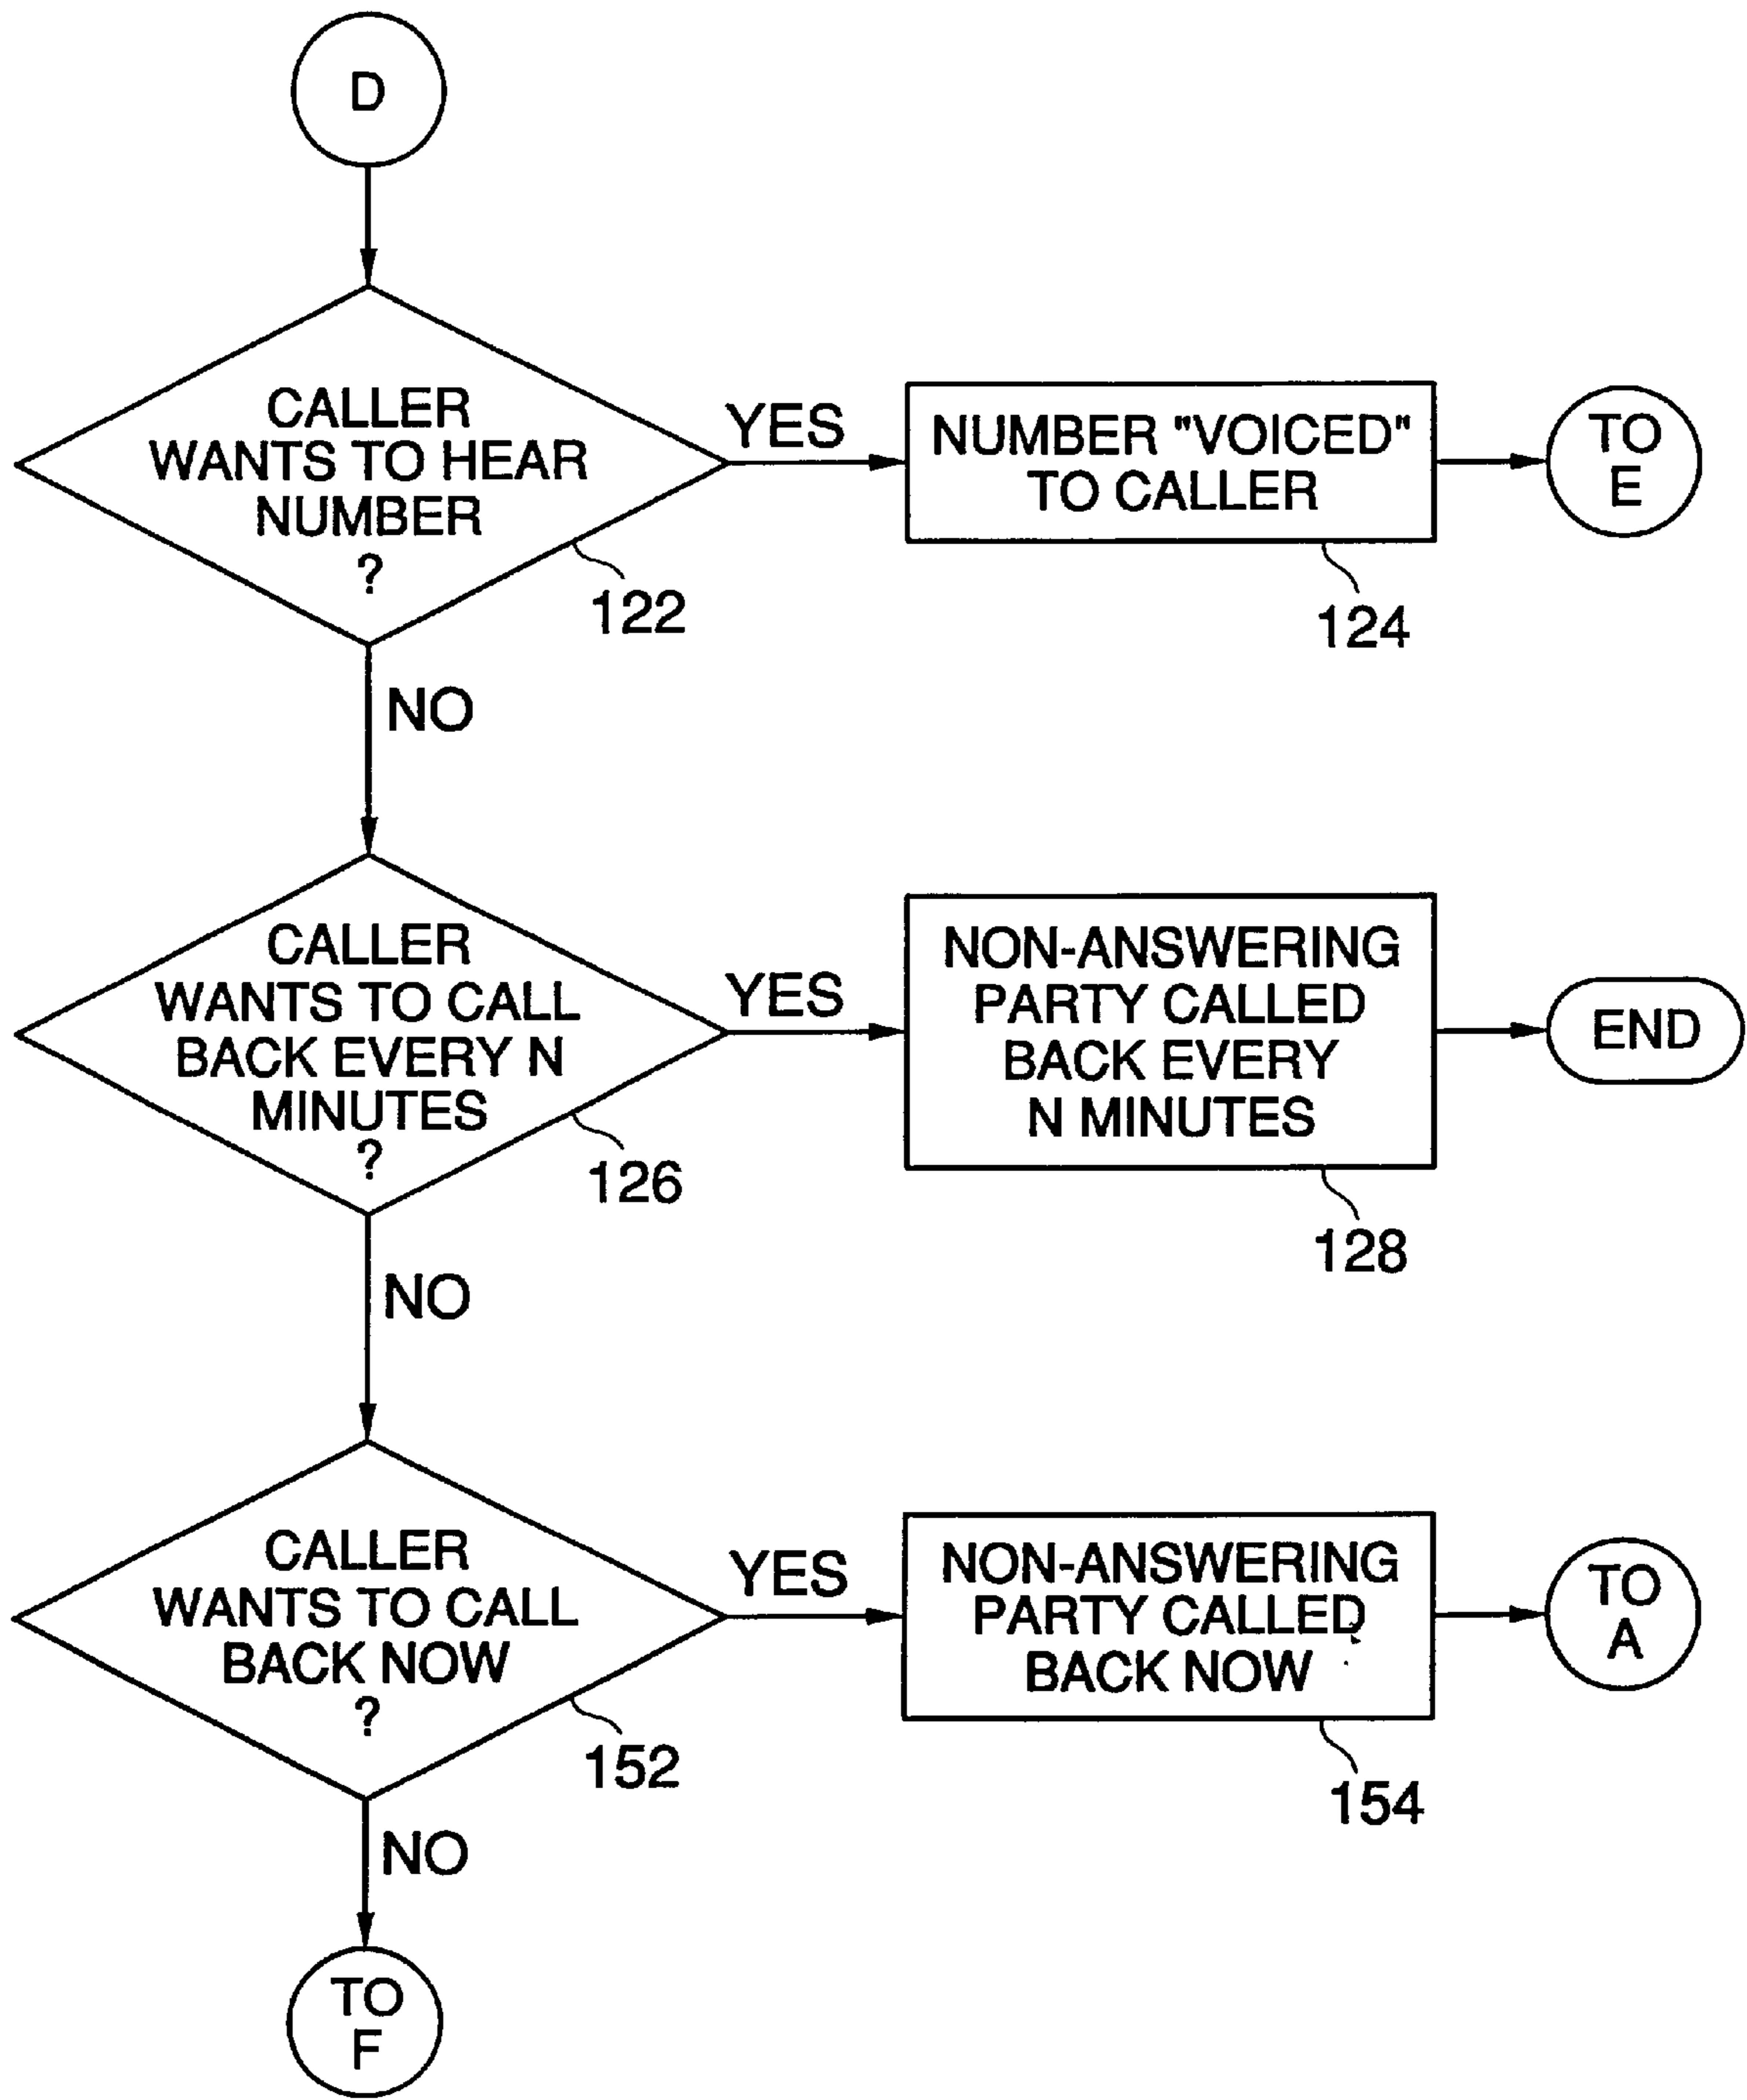 D
CALLER
WANTS TO HEAR
NUMBER
?
122
YES
NUMBER "VOICED"
TO CALLER
124
TO
E
NO
CALLER
WANTS TO CALL
BACK EVERY N
MINUTES
?
126
YES
NON-ANSWERING
PARTY CALLED
BACK EVERY
N MINUTES
128
END
NO
CALLER
WANTS TO CALL
BACK NOW
?
152
YES
NON-ANSWERING
PARTY CALLED
BACK NOW
154
TO
A
NO
TO
F